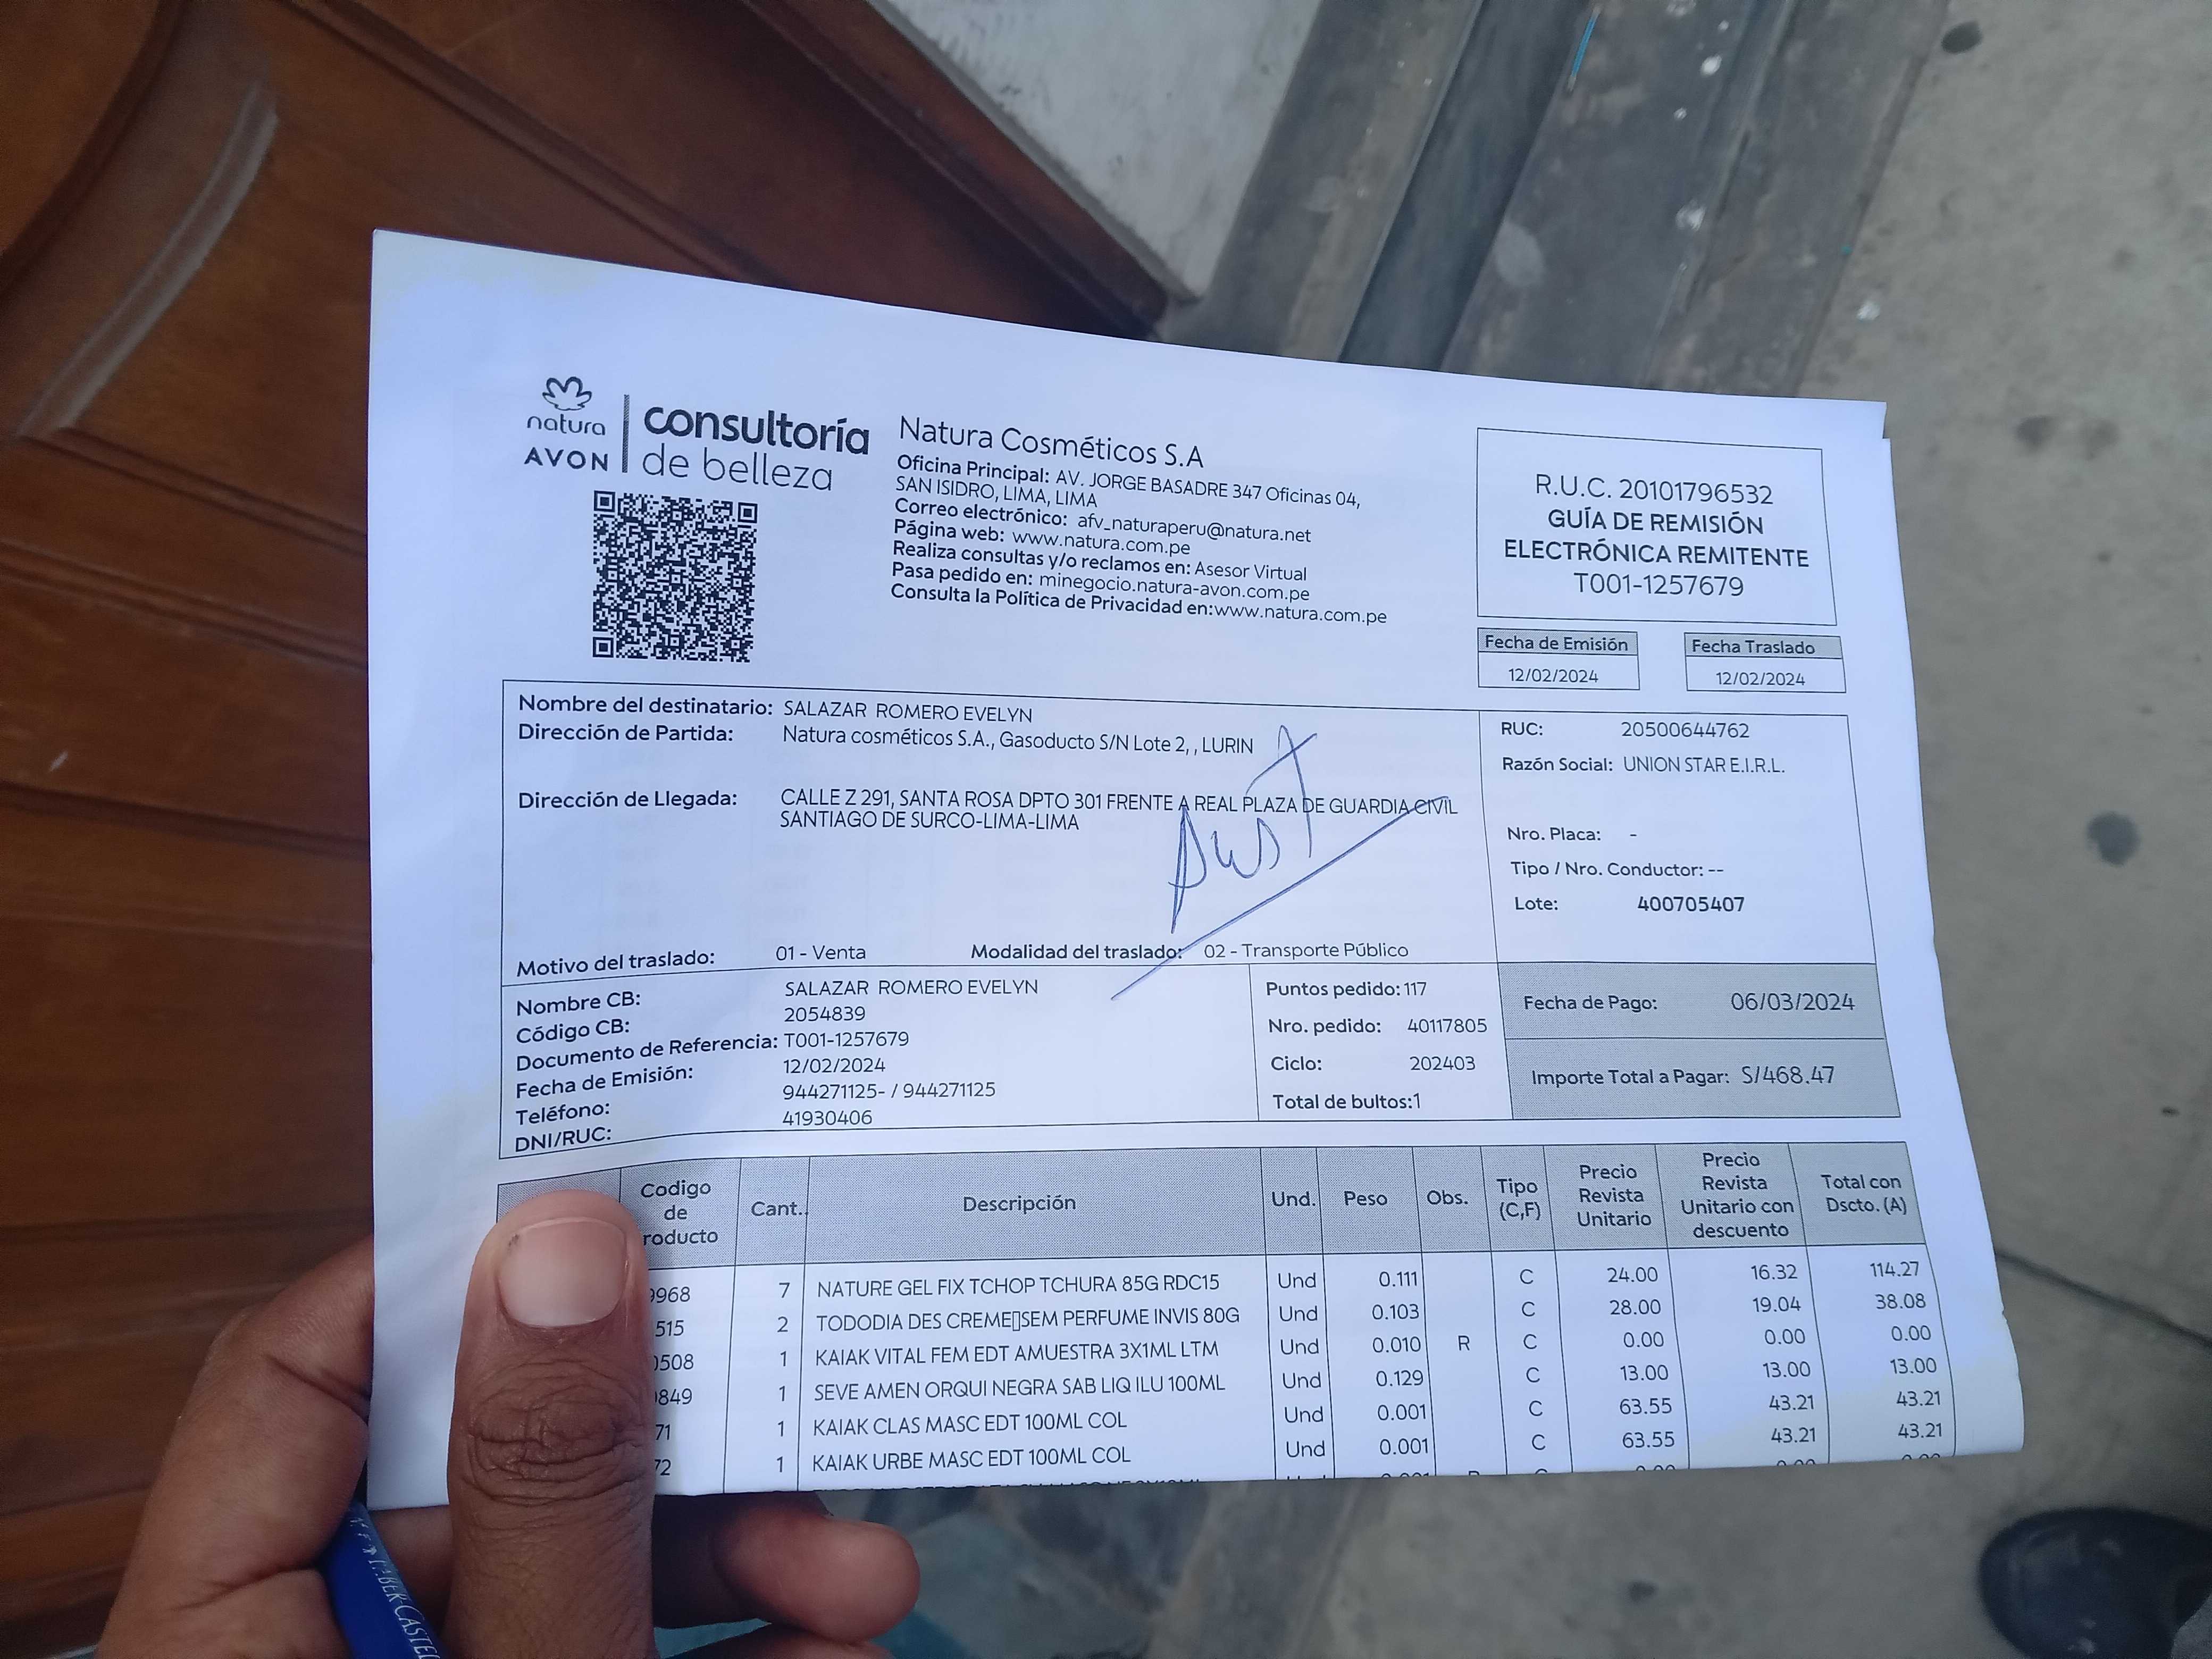 natura
AVON
consultoría
de belleza
Natura Cosméticos S.A
Oficina Principal: AV. JORGE BASADRE 347 Oficinas 04,
SAN ISIDRO, LIMA, LIMA
Correo electrónico: afv_naturaperu@natura.net
Página web: www.natura.com.pe
Realiza consultas y/o reclamos en: Asesor Virtual
Pasa pedido en: minegocio.natura-avon.com.pe
Consulta la Política de Privacidad en:www.natura.com.pe
R.U.C. 20101796532
GUÍA DE REMISIÓN
ELECTRÓNICA REMITENTE
T001-1257679
Fecha de Emisión
12/02/2024
Fecha Traslado
12/02/2024
Nombre del destinatario: SALAZAR ROMERO EVELYN
Dirección de Partida: Natura cosméticos S.A., Gasoducto S/N Lote 2, , LURIN
Dirección de Llegada: CALLE Z 291, SANTA ROSA DPTO 301 FRENTE A REAL PLAZA DE GUARDIA CIVIL
SANTIAGO DE SURCO-LIMA-LIMA
Motivo del traslado: 01 - Venta Modalidad del traslado: 02 - Transporte Público
RUC: 20500644762
Razón Social: UNION STAR E.I.R.L.
Nro. Placa: -
Tipo / Nro. Conductor: --
Lote: 400705407
Nombre CB: SALAZAR ROMERO EVELYN
Código CB: 2054839
Documento de Referencia: T001-1257679
Fecha de Emisión: 12/02/2024
Teléfono: 944271125- / 944271125
DNI/RUC: 41930406
Puntos pedido: 117
Nro. pedido: 40117805
Ciclo: 202403
Total de bultos:1
Fecha de Pago: 06/03/2024
Importe Total a Pagar: S/468.47
Codigo de roducto Cant. Descripción Und. Peso Obs. Tipo (C,F) Precio Revista Unitario Precio Revista Unitario con descuento Total con Dscto. (A)
9968 7 NATURE GEL FIX TCHOP TCHURA 85G RDC15 Und 0.111 C 24.00 16.32 114.27
515 2 TODODIA DES CREME▯SEM PERFUME INVIS 80G Und 0.103 C 28.00 19.04 38.08
0508 1 KAIAK VITAL FEM EDT AMUESTRA 3X1ML LTM Und 0.010 R C 0.00 0.00 0.00
849 1 SEVE AMEN ORQUI NEGRA SAB LIQ ILU 100ML Und 0.129 C 13.00 13.00 13.00
71 1 KAIAK CLAS MASC EDT 100ML COL Und 0.001 C 63.55 43.21 43.21
72 1 KAIAK URBE MASC EDT 100ML COL Und 0.001 C 63.55 43.21 43.21
FABER-CASTELL